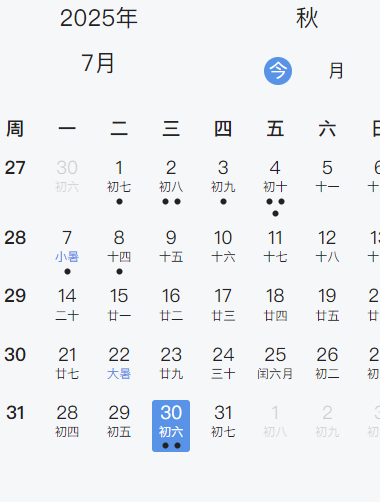 2025年 秋
7月 今 月
周 一 二 三 四 五 六
27 30 1 2 3 4 5 6
初六 初七 初八 初九 初十 十一 十
28 7 8 9 10 11 12 13
小暑 十四 十五 十六 十七 十八 十
29 14 15 16 17 18 19 2
二十 廿一 廿二 廿三 廿四 廿五 廿
30 21 22 23 24 25 26 2
廿七 大暑 廿九 三十 闰六月 初二 初
31 28 29 30 31 1 2 3
初四 初五 初六 初七 初八 初九 初